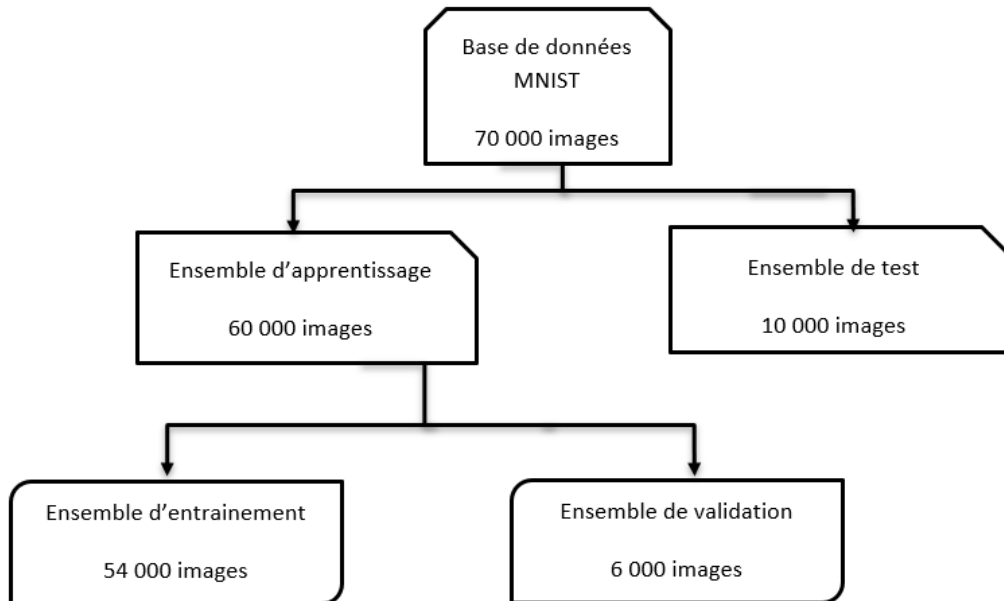 Base de données
MNIST
70 000 images
Ensemble d’apprentissage
60 000 images
Ensemble de test
10 000 images
Ensemble d’entrainement
54 000 images
Ensemble de validation
6 000 images